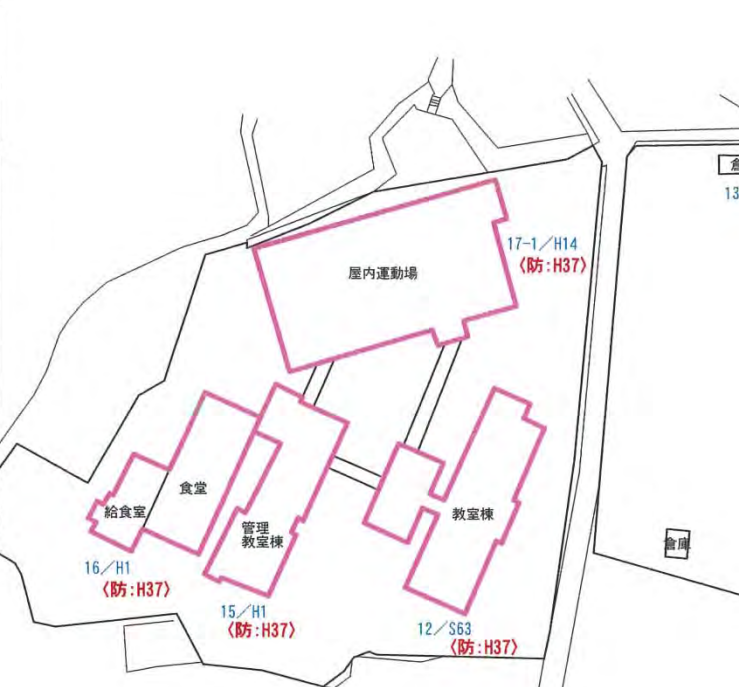 倉
13
17-1/H14
〈防:H37〉
屋内運動場
食堂
給食室
管理
教室棟
教室棟
倉庫
16/H1
〈防:H37〉
15/H1
〈防:H37〉
12/S63
〈防:H37〉